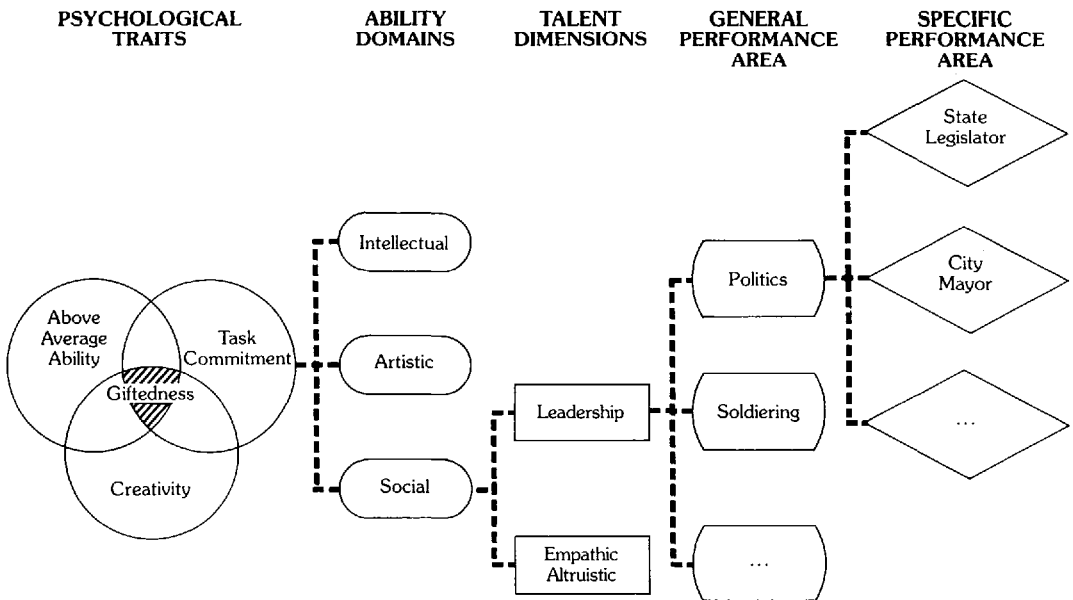 PSYCHOLOGICAL
TRAITS
ABILITY
DOMAINS
TALENT
DIMENSIONS
GENERAL
PERFORMANCE
AREA
SPECIFIC
PERFORMANCE
AREA
Above
Average
Ability
Task
Commitment
Giftedness
Creativity
Intellectual
Artistic
Social
Leadership
Empathic
Altruistic
Politics
Soldiering
...
State
Legislator
City
Mayor
...